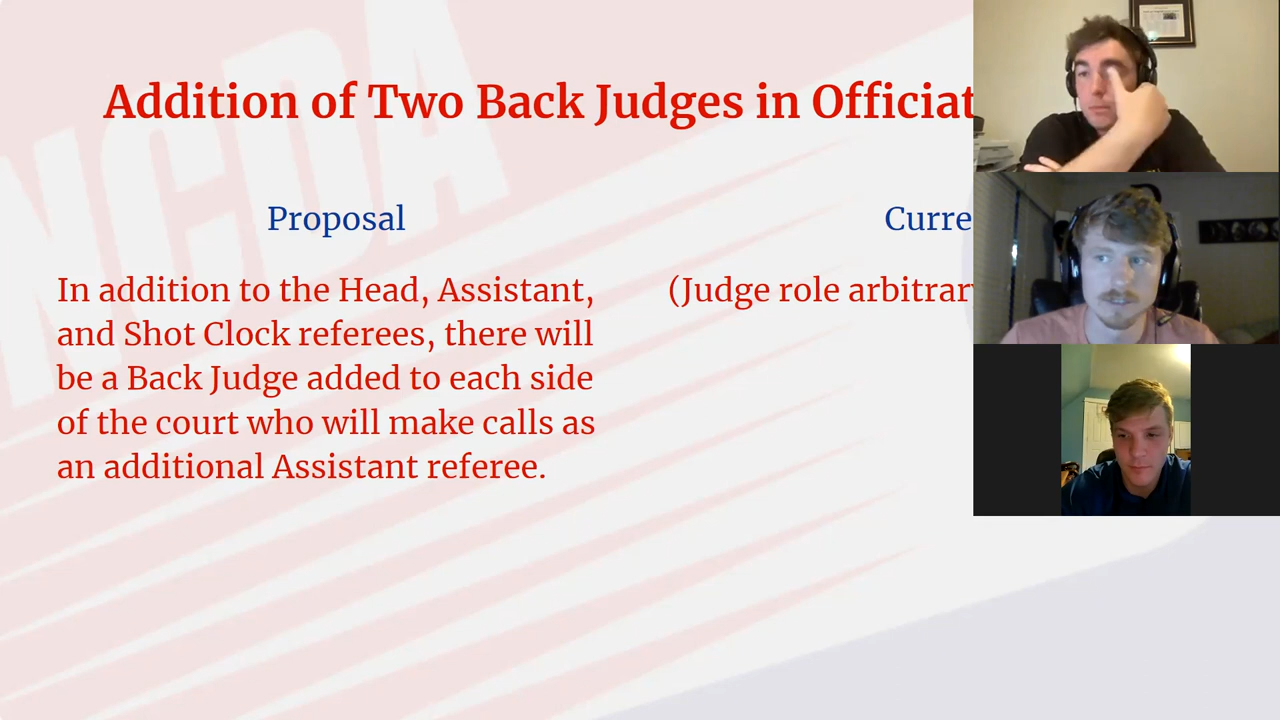 NCDA
Addition of Two Back Judges in Officiat
Proposal
In addition to the Head, Assistant,
and Shot Clock referees, there will
be a Back Judge added to each side
of the court who will make calls as
an additional Assistant referee.
Curre
(Judge role arbitrary